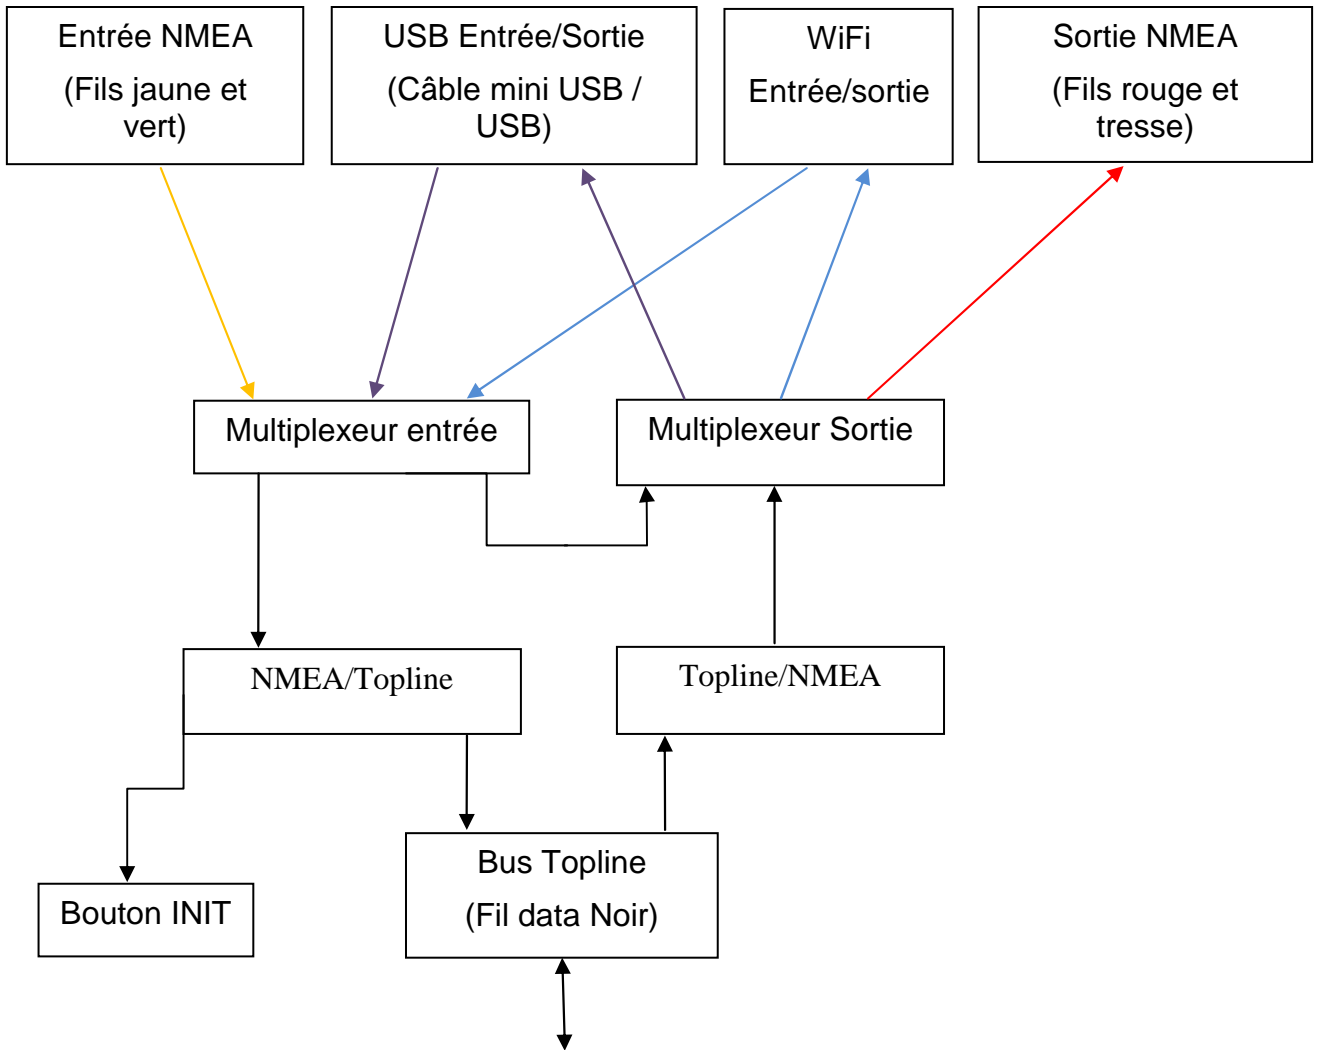 Entrée NMEA
(Fils jaune et
vert)
USB Entrée/Sortie
(Câble mini USB /
USB)
WiFi
Entrée/sortie
Sortie NMEA
(Fils rouge et
tresse)
Multiplexeur entrée
Multiplexeur Sortie
NMEA/Topline
Topline/NMEA
Bus Topline
(Fil data Noir)
Bouton INIT